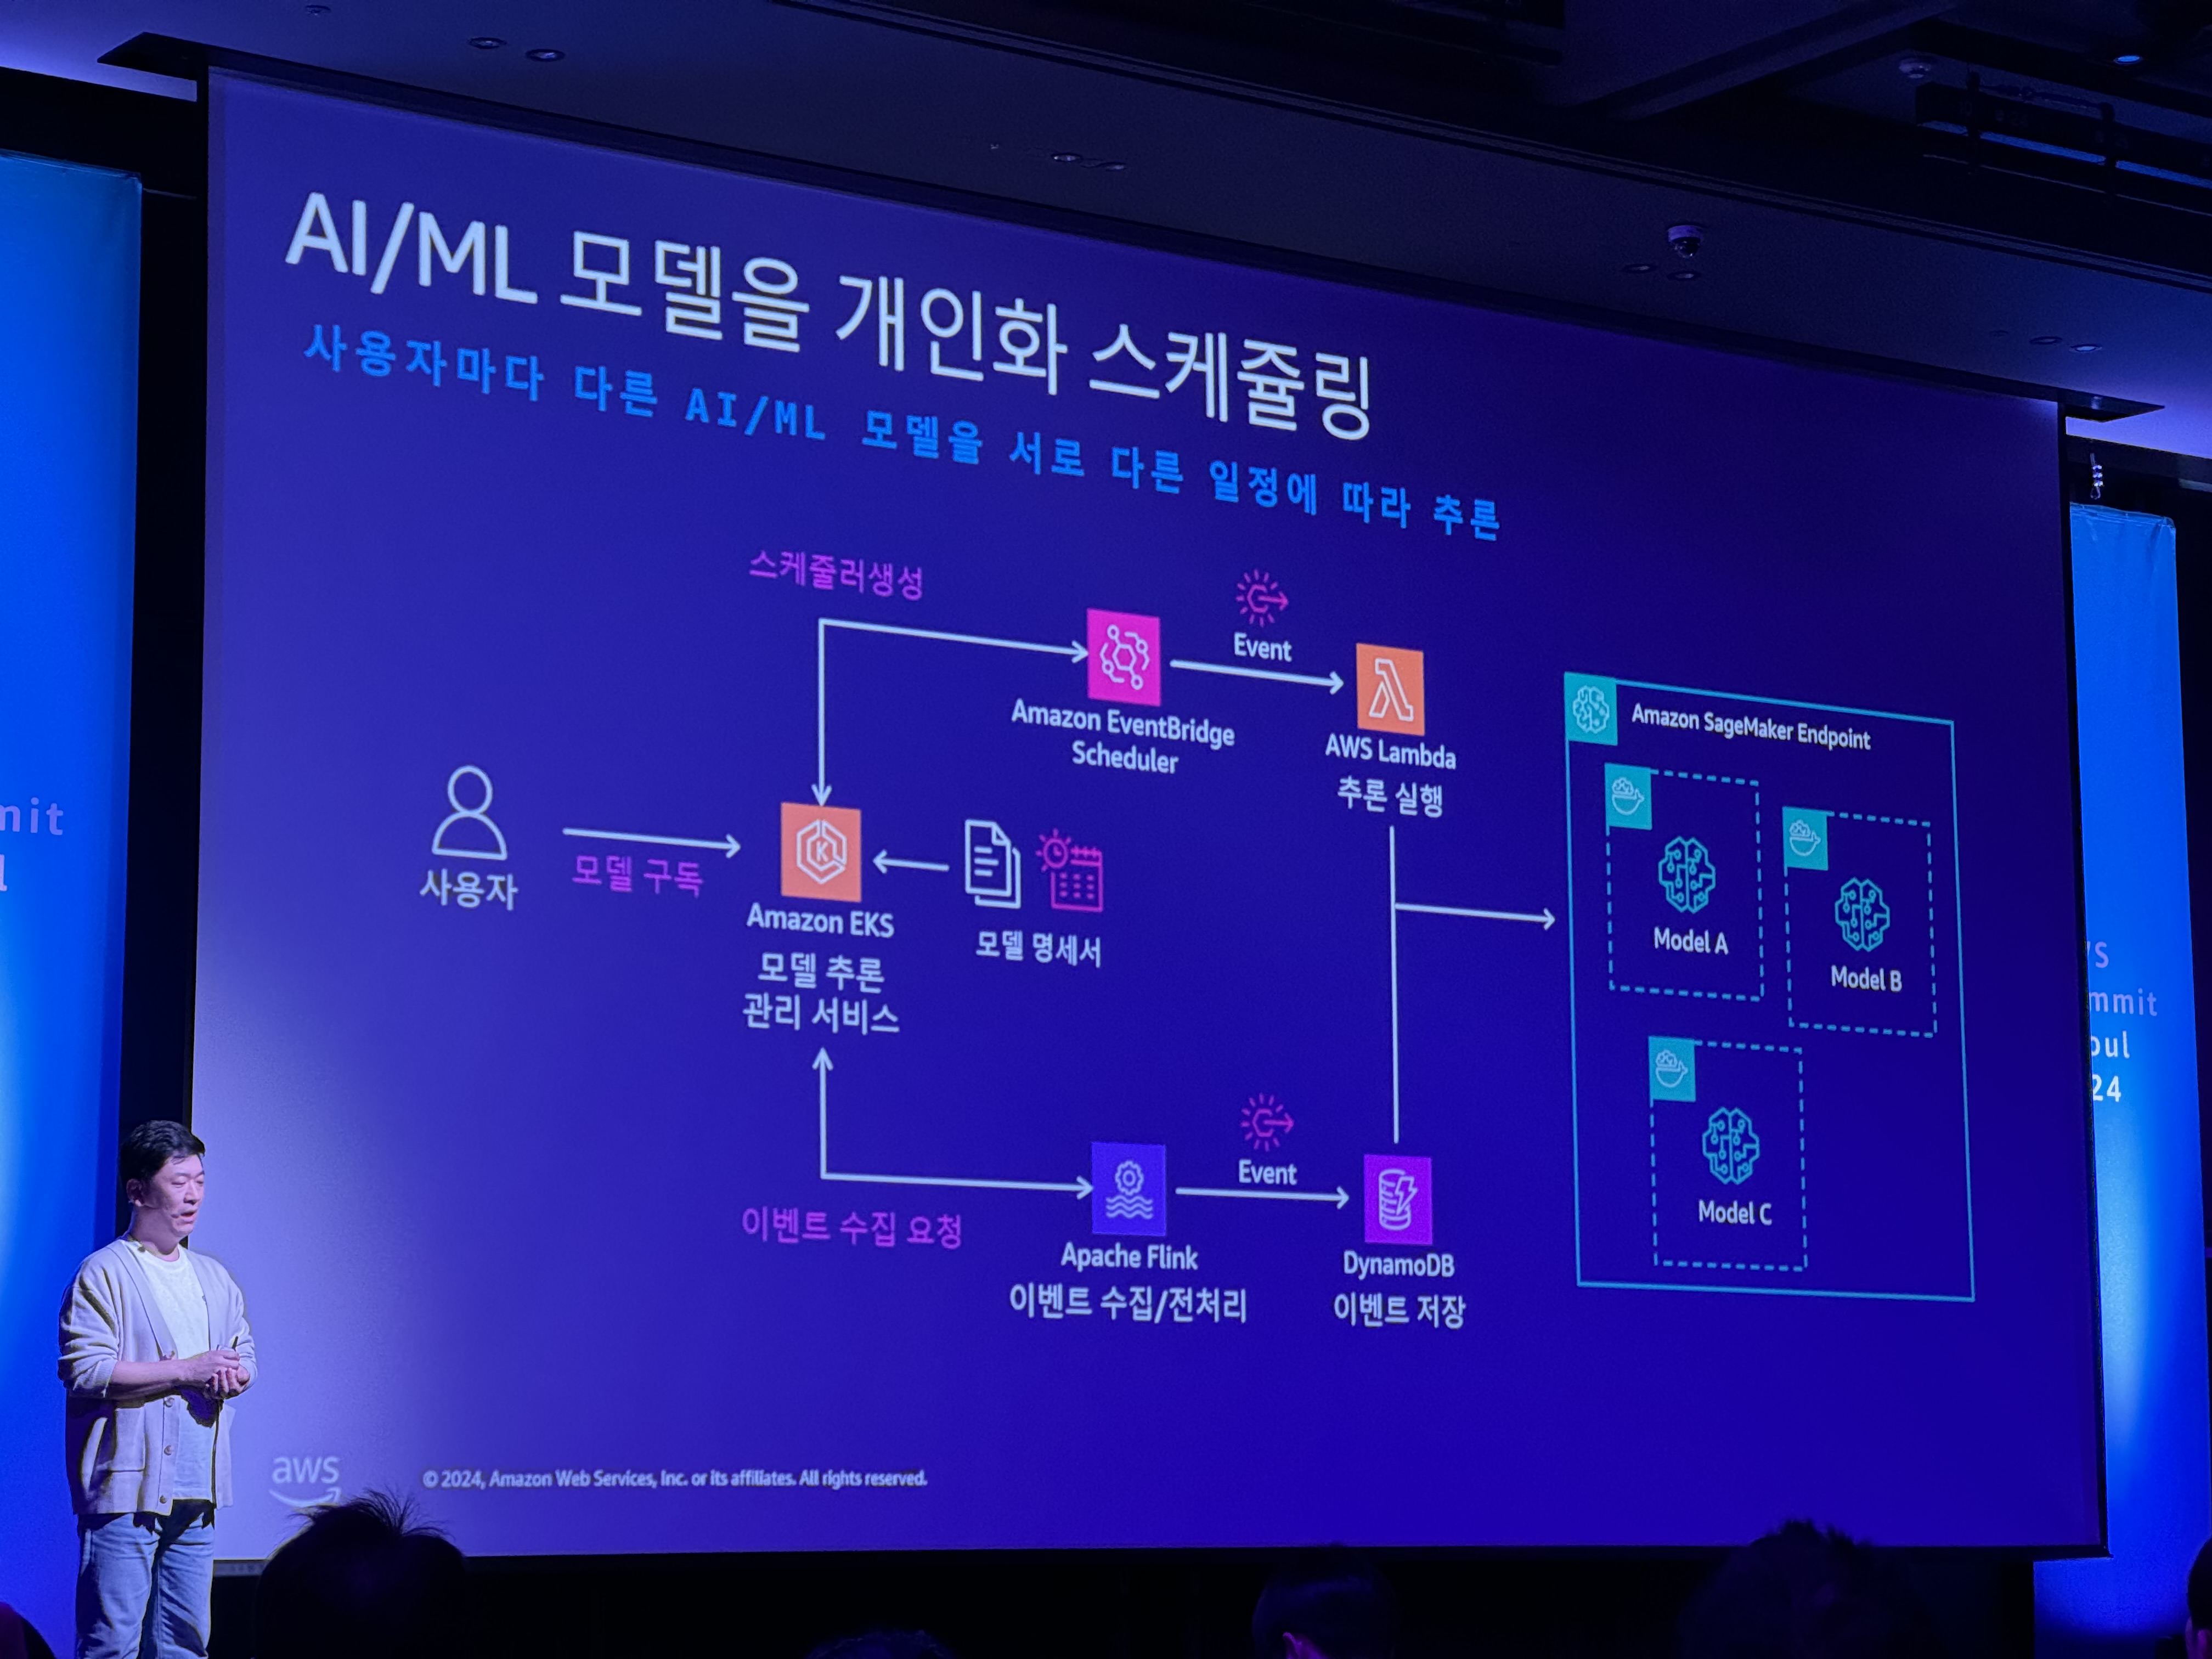 AI/ML 모델을 개인화 스케쥴링
사용자마다 다른 AI/ML 모델을 서로 다른 일정에 따라 추론
스케줄러생성
Event
Amazon EventBridge
Scheduler
AWS Lambda
추론 실행
Amazon SageMaker Endpoint
Model A
Model B
Model C
사용자
모델 구독
Amazon EKS
모델 추론
관리 서비스
모델 명세서
이벤트 수집 요청
Event
Apache Flink
이벤트 수집/전처리
DynamoDB
이벤트 저장
aws
© 2024, Amazon Web Services, Inc. or its affiliates. All rights reserved.
mit
mmit
oul
24